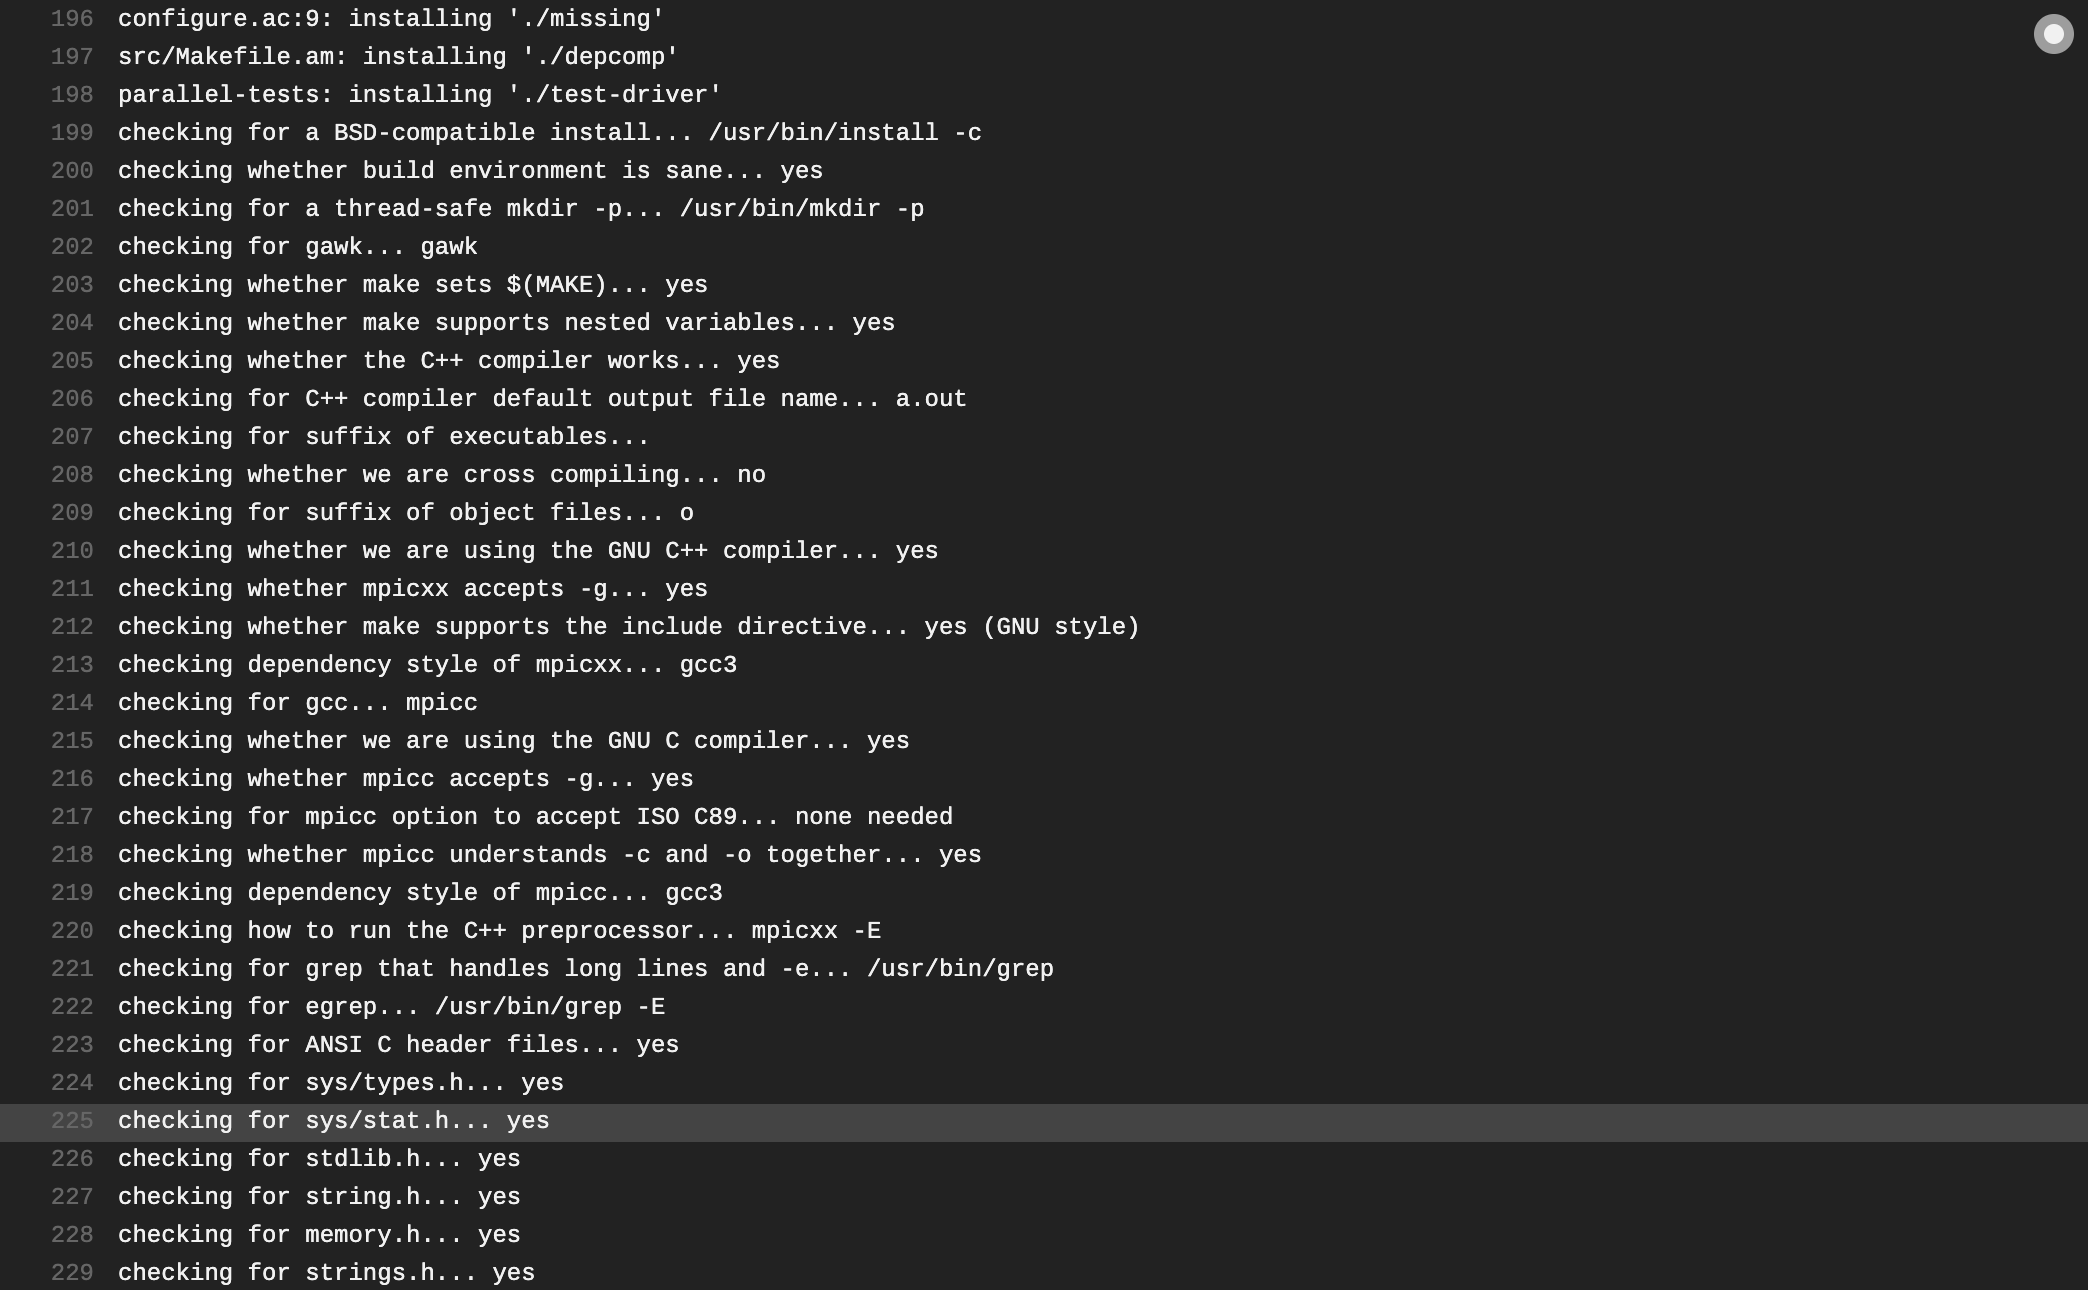 196 configure.ac:9: installing './missing'
197 src/Makefile.am: installing './depcomp'
198 parallel-tests: installing './test-driver'
199 checking for a BSD-compatible install... /usr/bin/install -c
200 checking whether build environment is sane... yes
201 checking for a thread-safe mkdir -p... /usr/bin/mkdir -p
202 checking for gawk... gawk
203 checking whether make sets $(MAKE)... yes
204 checking whether make supports nested variables... yes
205 checking whether the C++ compiler works... yes
206 checking for C++ compiler default output file name... a.out
207 checking for suffix of executables...
208 checking whether we are cross compiling... no
209 checking for suffix of object files... o
210 checking whether we are using the GNU C++ compiler... yes
211 checking whether mpicxx accepts -g... yes
212 checking whether make supports the include directive... yes (GNU style)
213 checking dependency style of mpicxx... gcc3
214 checking for gcc... mpicc
215 checking whether we are using the GNU C compiler... yes
216 checking whether mpicc accepts -g... yes
217 checking for mpicc option to accept ISO C89... none needed
218 checking whether mpicc understands -c and -o together... yes
219 checking dependency style of mpicc... gcc3
220 checking how to run the C++ preprocessor... mpicxx -E
221 checking for grep that handles long lines and -e... /usr/bin/grep
222 checking for egrep... /usr/bin/grep -E
223 checking for ANSI C header files... yes
224 checking for sys/types.h... yes
225 checking for sys/stat.h... yes
226 checking for stdlib.h... yes
227 checking for string.h... yes
228 checking for memory.h... yes
229 checking for strings.h... yes